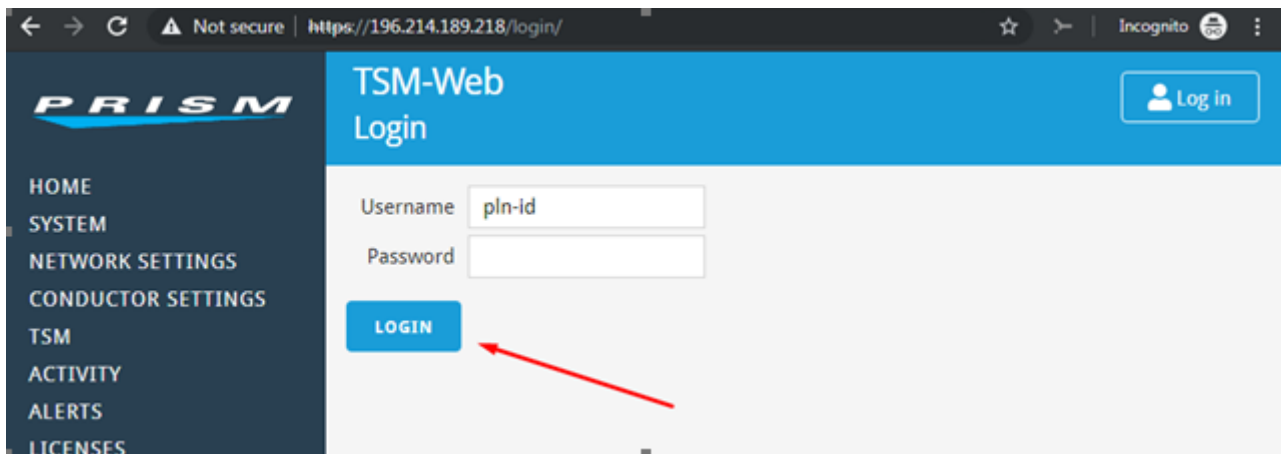 Not secure | https://196.214.189.218/login/ Incognito
PRISM
TSM-Web
Login
Log in
HOME
SYSTEM
NETWORK SETTINGS
CONDUCTOR SETTINGS
TSM
ACTIVITY
ALERTS
LICENSES
Username pln-id
Password
LOGIN